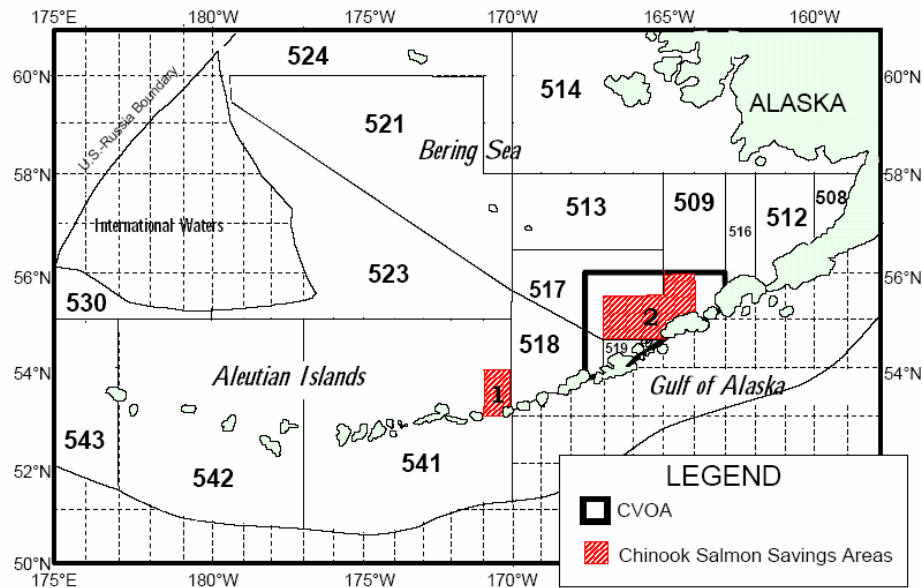 175°E 180°W 175°W 170°W 165°W 160°W
60°N
58°N
56°N
54°N
52°N
50°N
60°N
58°N
56°N
54°N
524
514
ALASKA
521
Bering Sea
U.S.-Russia Boundary
International Waters
513
509
516
512
508
523
530
517
2
518
519
Aleutian Islands
1
Gulf of Alaska
543
542
541
LEGEND
CVOA
Chinook Salmon Savings Areas
175°E 180°W 175°W 170°W